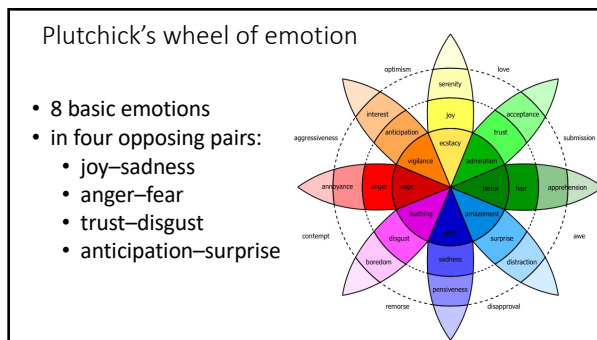 Plutchick's wheel of emotion
• 8 basic emotions
• in four opposing pairs:
• joy–sadness
• anger–fear
• trust–disgust
• anticipation–surprise
optimism
love
serenity
interest
acceptance
joy
anticipation
trust
aggressiveness
submission
ecstacy
vigilance
admiration
annoyance
anger
rage
terror
fear
apprehension
loathing
amazement
grief
contempt
disgust
surprise
awe
boredom
sadness
distraction
pensiveness
remorse
disapproval